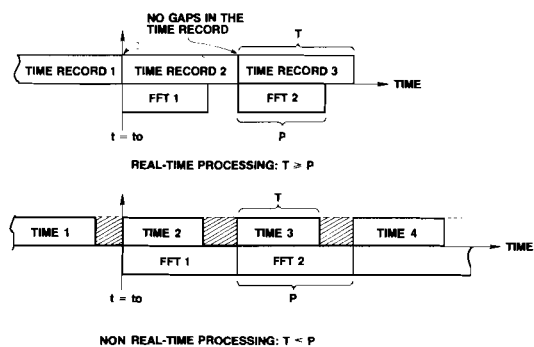 NO GAPS IN THE
TIME RECORD
T
TIME RECORD 1
TIME RECORD 2
TIME RECORD 3
TIME
FFT 1
FFT 2
t = to
P
REAL-TIME PROCESSING: T ≥ P
T
TIME 1
TIME 2
TIME 3
TIME 4
TIME
FFT 1
FFT 2
t = to
P
NON REAL-TIME PROCESSING: T < P